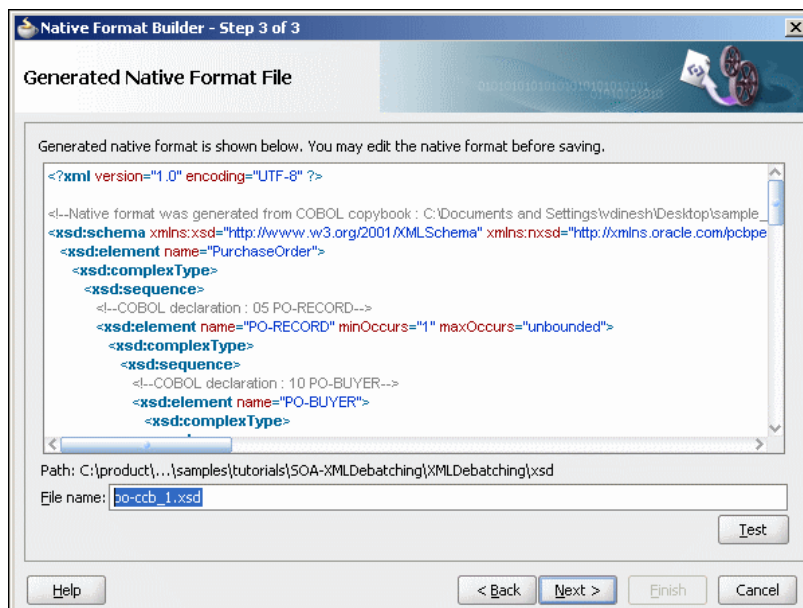 Native Format Builder - Step 3 of 3
Generated Native Format File
Generated native format is shown below. You may edit the native format before saving.
<?xml version="1.0" encoding="UTF-8" ?>
<!--Native format was generated from COBOL copybook : C:\Documents and Settings\vdinesh\Desktop\sample_
<xsd:schema xmlns:xsd="http://www.w3.org/2001/XMLSchema" xmlns:nxsd="http://xmlns.oracle.com/pcbpe
<xsd:element name="PurchaseOrder">
<xsd:complexType>
<xsd:sequence>
<!--COBOL declaration : 05 PO-RECORD-->
<xsd:element name="PO-RECORD" minOccurs="1" maxOccurs="unbounded">
<xsd:complexType>
<xsd:sequence>
<!--COBOL declaration : 10 PO-BUYER-->
<xsd:element name="PO-BUYER">
<xsd:complexType>
Path: C:\product\...\samples\tutorials\SOA-XMLDebatching\XMLDebatching\xsd
File name: po-ccb_1.xsd
Test
Help
< Back
Next >
Finish
Cancel